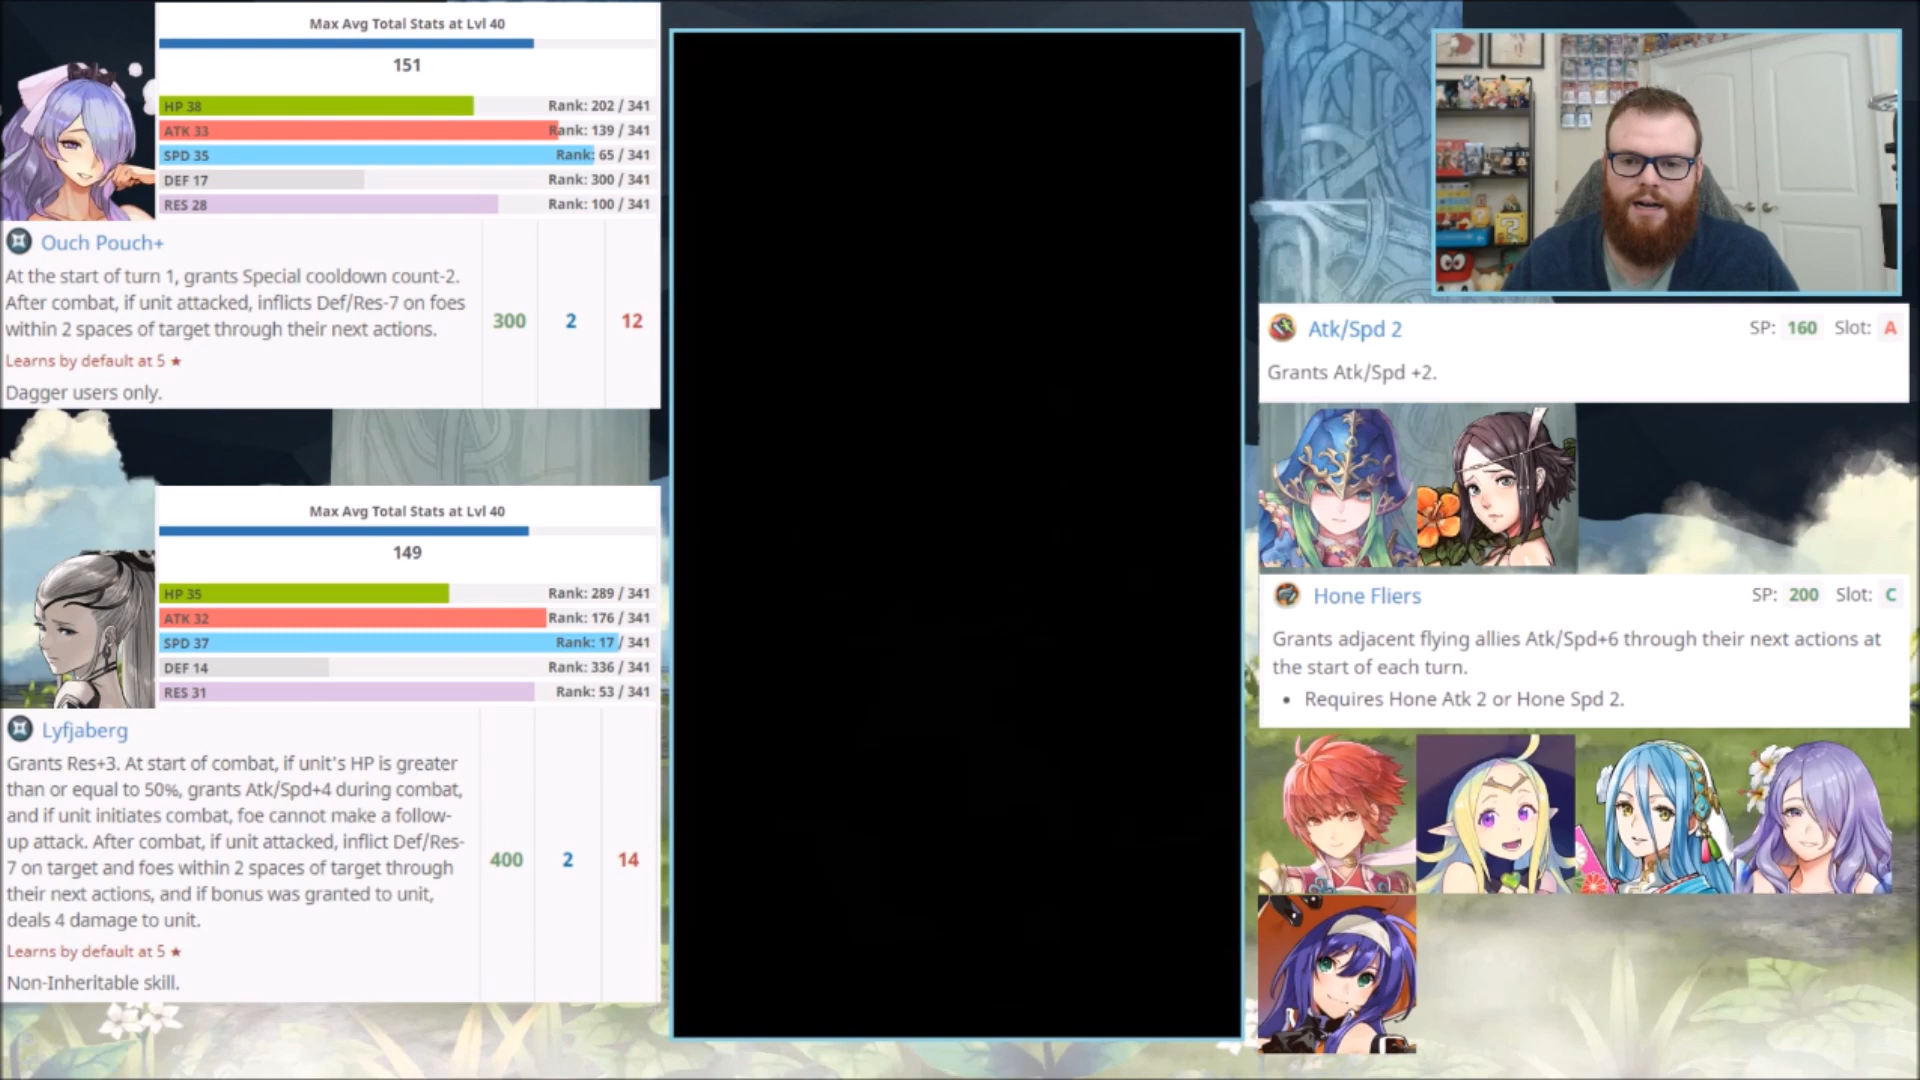 Max Avg Total Stats at Lvl 40
151
HP 38 Rank: 202 / 341
ATK 33 Rank: 139 / 341
SPD 35 Rank: 65 / 341
DEF 17 Rank: 300 / 341
RES 28 Rank: 100 / 341
Ouch Pouch+
At the start of turn 1, grants Special cooldown count-2.
After combat, if unit attacked, inflicts Def/Res-7 on foes
within 2 spaces of target through their next actions.
300 2 12
Learns by default at 5 ★
Dagger users only.
Max Avg Total Stats at Lvl 40
149
HP 35 Rank: 289 / 341
ATK 32 Rank: 176 / 341
SPD 37 Rank: 17 / 341
DEF 14 Rank: 336 / 341
RES 31 Rank: 53 / 341
Lyfjaberg
Grants Res+3. At start of combat, if unit's HP is greater
than or equal to 50%, grants Atk/Spd+4 during combat,
and if unit initiates combat, foe cannot make a follow-
up attack. After combat, if unit attacked, inflict Def/Res-
7 on target and foes within 2 spaces of target through
their next actions, and if bonus was granted to unit,
deals 4 damage to unit.
400 2 14
Learns by default at 5 ★
Non-Inheritable skill.
Atk/Spd 2 SP: 160 Slot: A
Grants Atk/Spd +2.
Hone Fliers SP: 200 Slot: C
Grants adjacent flying allies Atk/Spd+6 through their next actions at
the start of each turn.
• Requires Hone Atk 2 or Hone Spd 2.